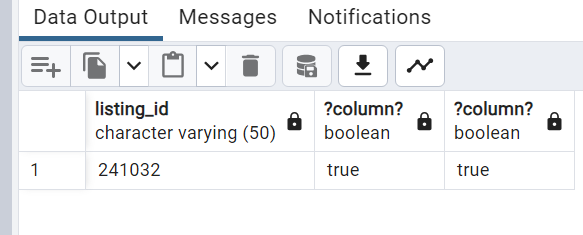 Data Output Messages Notifications
listing_id ?column? ?column?
character varying (50) boolean boolean
1 241032 true true